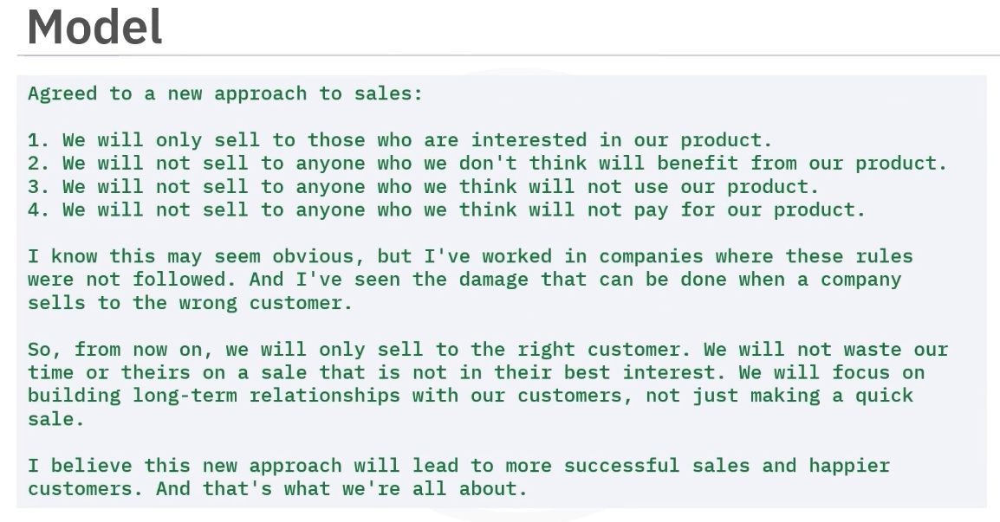 Model
Agreed to a new approach to sales:
1. We will only sell to those who are interested in our product.
2. We will not sell to anyone who we don't think will benefit from our product.
3. We will not sell to anyone who we think will not use our product.
4. We will not sell to anyone who we think will not pay for our product.
I know this may seem obvious, but I've worked in companies where these rules
were not followed. And I've seen the damage that can be done when a company
sells to the wrong customer.
So, from now on, we will only sell to the right customer. We will not waste our
time or theirs on a sale that is not in their best interest. We will focus on
building long-term relationships with our customers, not just making a quick
sale.
I believe this new approach will lead to more successful sales and happier
customers. And that's what we're all about.